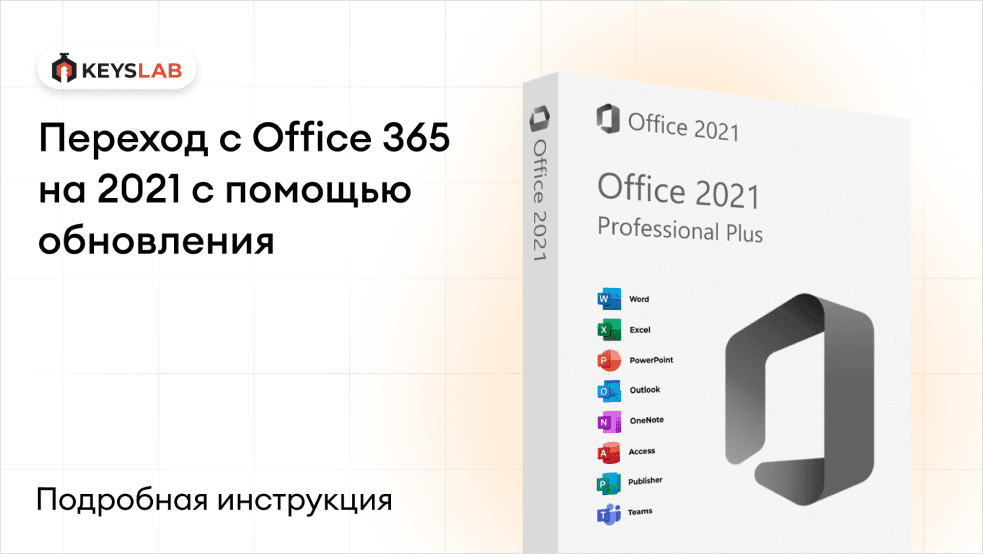 KEYSLAB
Переход с Office 365
на 2021 с помощью
обновления
Подробная инструкция
Office 2021
Office 2021
Office 2021
Professional Plus
W Word
X Excel
P PowerPoint
O Outlook
N OneNote
A Access
P Publisher
T Teams